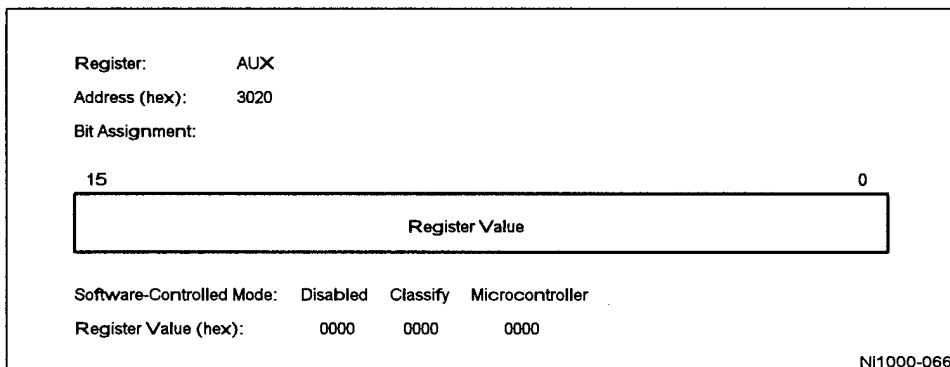 Register: AUX
Address (hex): 3020
Bit Assignment:
15 0
Register Value
Software-Controlled Mode: Disabled Classify Microcontroller
Register Value (hex): 0000 0000 0000
NI1000-066